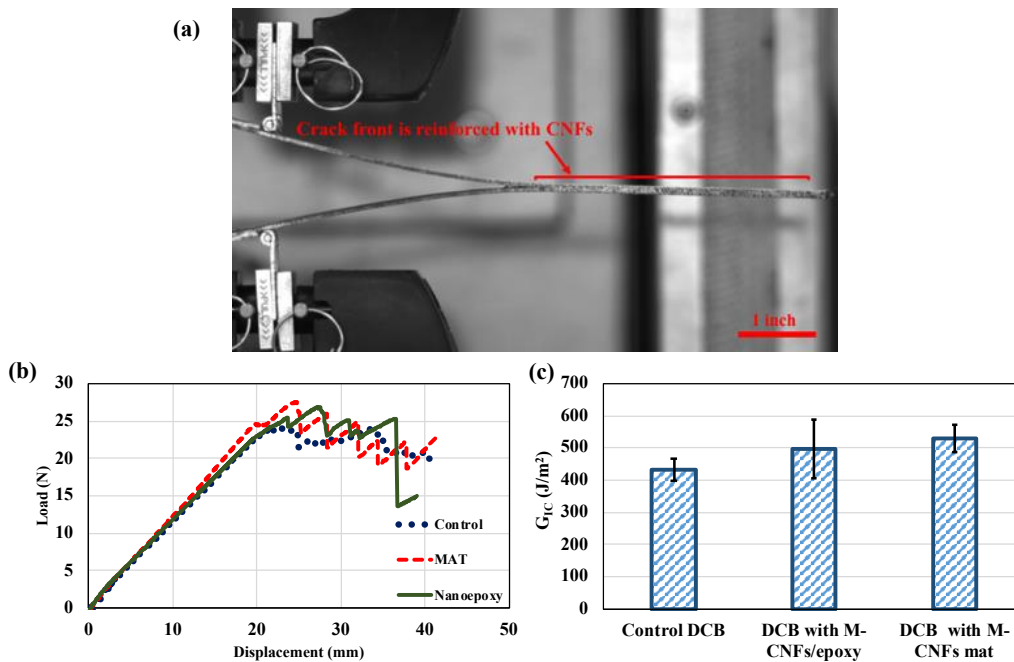 (a)
Crack front is reinforced with CNFs
1 inch
(b)
30
25
20
15
10
5
0
Load (N)
0
10
20
30
40
50
Displacement (mm)
Control
MAT
Nanoepoxy
(c)
700
600
500
400
300
200
100
0
G_IC (J/m²)
Control DCB
DCB with M-
CNFs/epoxy
DCB with M-
CNFs mat